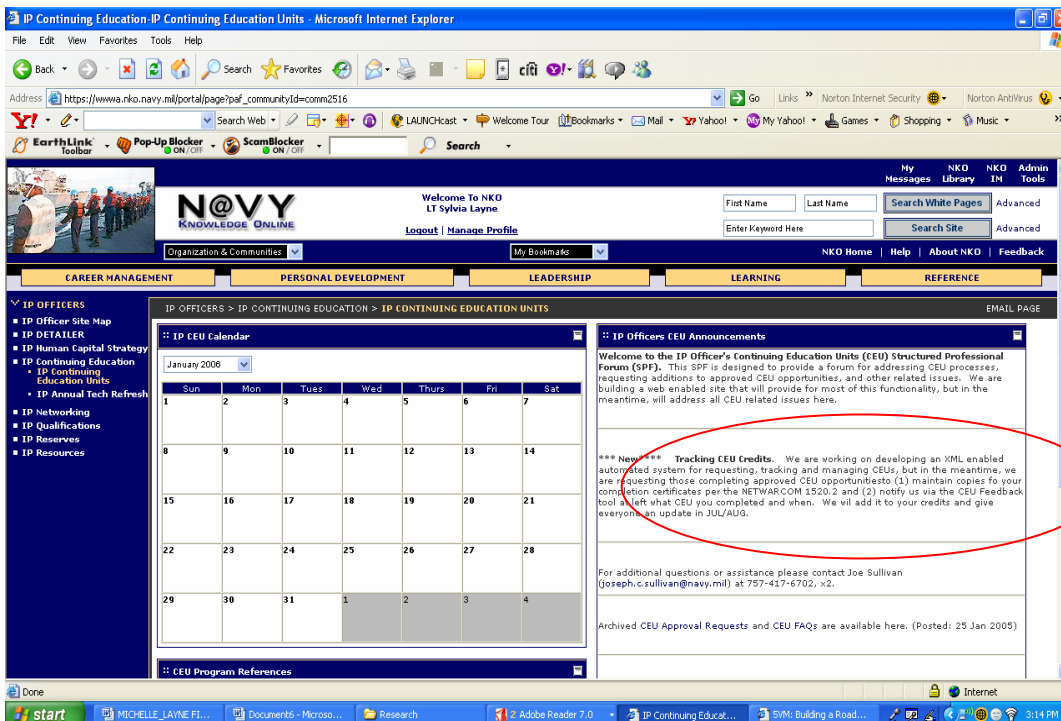 IP Continuing Education-IP Continuing Education Units - Microsoft Internet Explorer
File Edit View Favorites Tools Help
Back Search Favorites citi
Address https://wwwa.nko.navy.mil/portal/page?paf_communityId=comm2516 Go Links » Norton Internet Security Norton AntiVirus
Y! Search Web LAUNCHcast Welcome Tour Bookmarks Mail Yahoo! My Yahoo! Games Shopping Music »
EarthLink Toolbar Pop-Up Blocker ON/OFF ScamBlocker ON/OFF Search
My Messages NKO Library NKO IM Admin Tools
N@VY
KNOWLEDGE ONLINE
Welcome To NKO
LT Sylvia Layne
Logout | Manage Profile
First Name Last Name Search White Pages Advanced
Enter Keyword Here Search Site Advanced
Organization & Communities My Bookmarks NKO Home | Help | About NKO | Feedback
CAREER MANAGEMENT PERSONAL DEVELOPMENT LEADERSHIP LEARNING REFERENCE
IP OFFICERS
IP Officer Site Map
IP DETAILER
IP Human Capital Strategy
IP Continuing Education
IP Continuing
Education Units
IP Annual Tech Refresh
IP Networking
IP Qualifications
IP Reserves
IP Resources
IP OFFICERS > IP CONTINUING EDUCATION > IP CONTINUING EDUCATION UNITS EMAIL PAGE
:: IP CEU Calendar
January 2006
Sun Mon Tues Wed Thurs Fri Sat
1 2 3 4 5 6 7
8 9 10 11 12 13 14
15 16 17 18 19 20 21
22 23 24 25 26 27 28
29 30 31 1 2 3 4
:: CEU Program References
:: IP Officers CEU Announcements
Welcome to the IP Officer's Continuing Education Units (CEU) Structured Professional
Forum (SPF). This SPF is designed to provide a forum for addressing CEU processes,
requesting additions to approved CEU opportunities, and other related issues. We are
building a web enabled site that will provide for most of this functionality, but in the
meantime, will address all CEU related issues here.
*** New**** Tracking CEU Credits. We are working on developing an XML enabled
automated system for requesting, tracking and managing CEUs, but in the meantime, we
are requesting those completing approved CEU opportunitiesto (1) maintain copies fo your
completion certificates per the NETWARCOM 1520.2 and (2) notify us via the CEU Feedback
tool at left what CEU you completed and when. We wil add it to your credits and give
everyone an update in JUL/AUG.
For additional questions or assistance please contact Joe Sullivan
(joseph.c.sullivan@navy.mil) at 757-417-6702, x2.
Archived CEU Approval Requests and CEU FAQs are available here. (Posted: 25 Jan 2005)
Done Internet
start MICHELLE_LAYNE FI... Document6 - Microso... Research 2 Adobe Reader 7.0 IP Continuing Educat... SVM: Building a Road... 3:14 PM